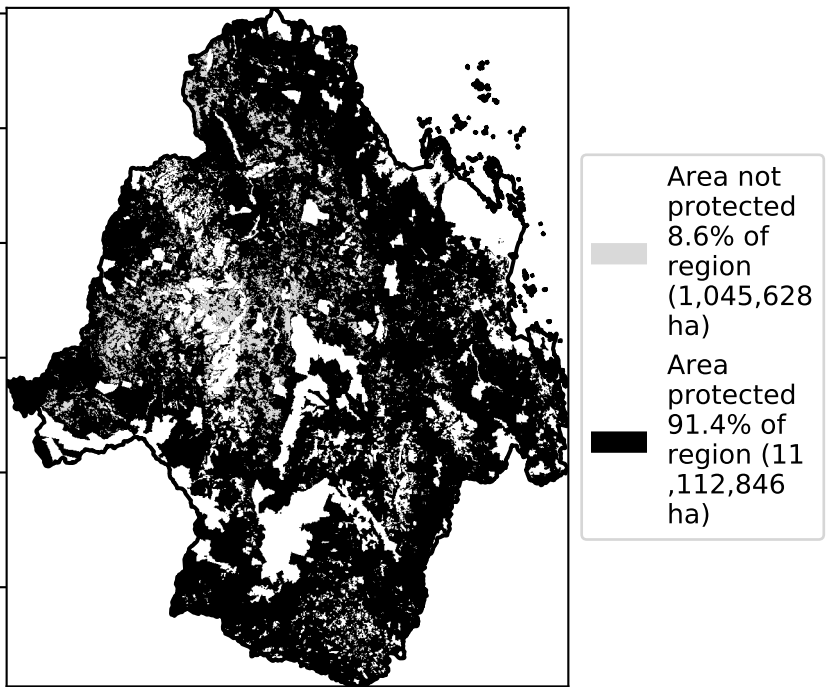 Area not
protected
8.6% of
region
(1,045,628
ha)
Area
protected
91.4% of
region (11
,112,846
ha)